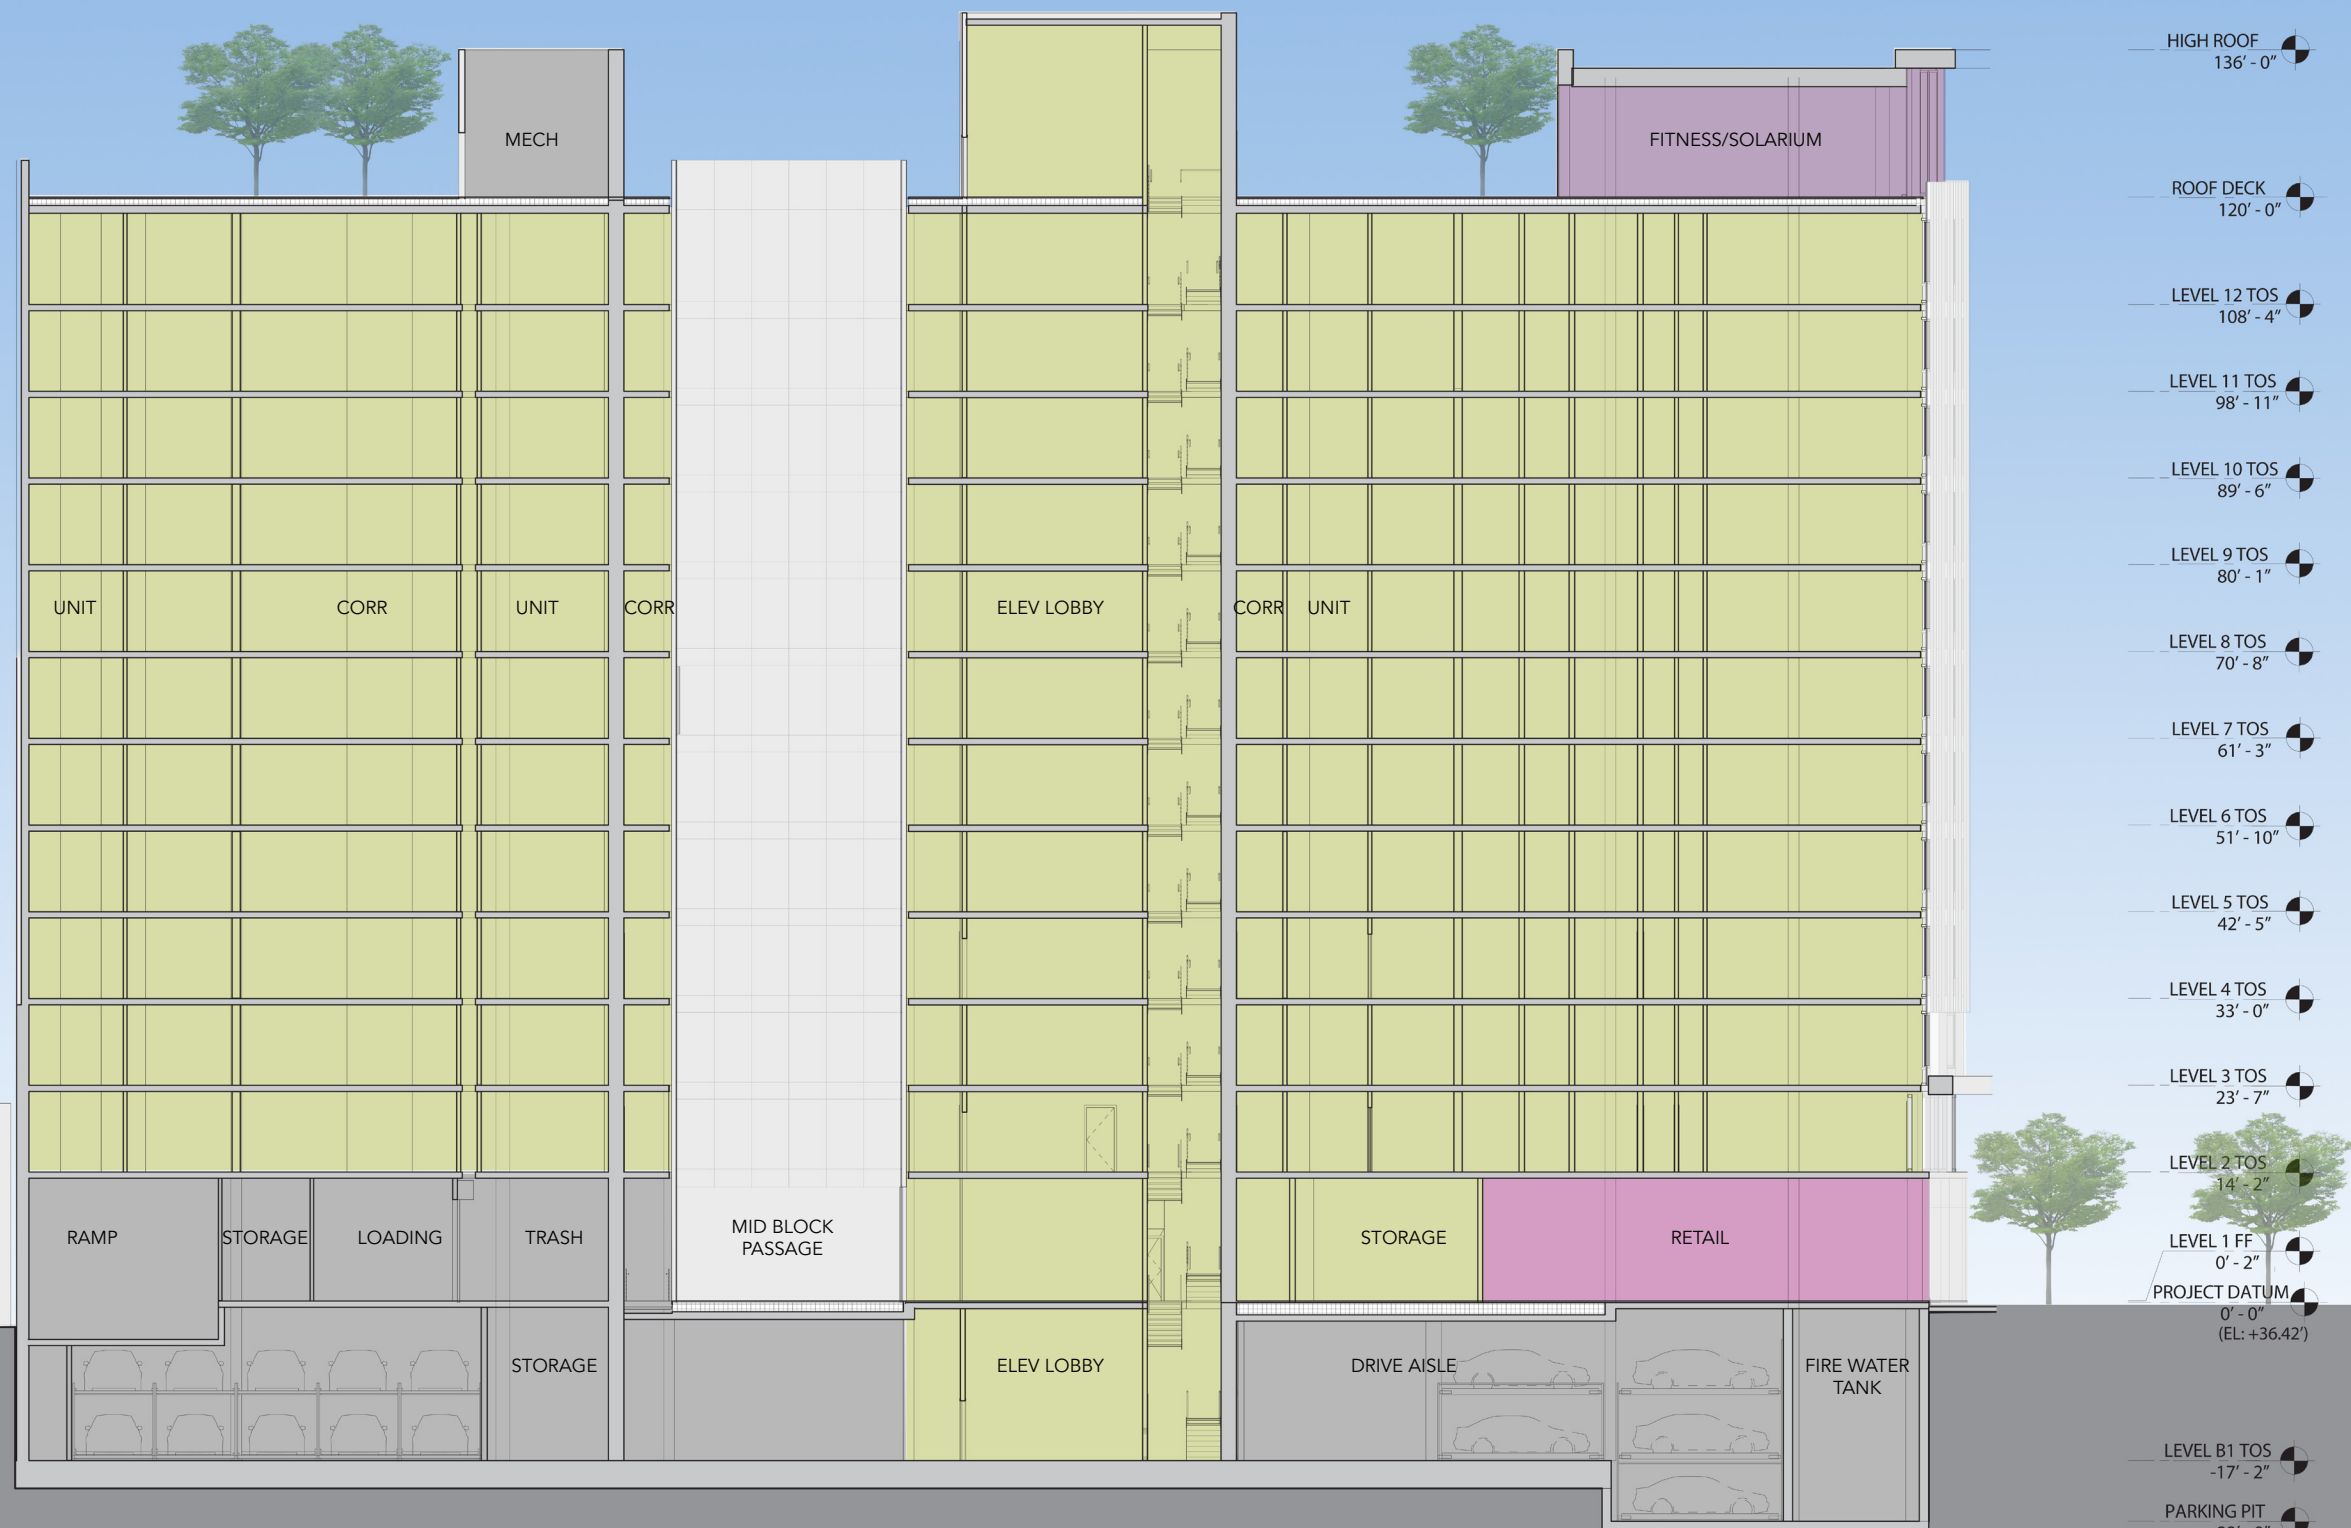 HIGH ROOF
136' - 0"
MECH
FITNESS/SOLARIUM
ROOF DECK
120' - 0"
LEVEL 12 TOS
108' - 4"
LEVEL 11 TOS
98' - 11"
LEVEL 10 TOS
89' - 6"
LEVEL 9 TOS
80' - 1"
UNIT
CORR
UNIT
CORR
ELEV LOBBY
CORR
UNIT
LEVEL 8 TOS
70' - 8"
LEVEL 7 TOS
61' - 3"
LEVEL 6 TOS
51' - 10"
LEVEL 5 TOS
42' - 5"
LEVEL 4 TOS
33' - 0"
LEVEL 3 TOS
23' - 7"
LEVEL 2 TOS
14' - 2"
RAMP
STORAGE
LOADING
TRASH
MID BLOCK
PASSAGE
STORAGE
RETAIL
LEVEL 1 FF
0' - 2"
PROJECT DATUM
0' - 0"
(EL: +36.42')
STORAGE
ELEV LOBBY
DRIVE AISLE
FIRE WATER
TANK
LEVEL B1 TOS
-17' - 2"
PARKING PIT